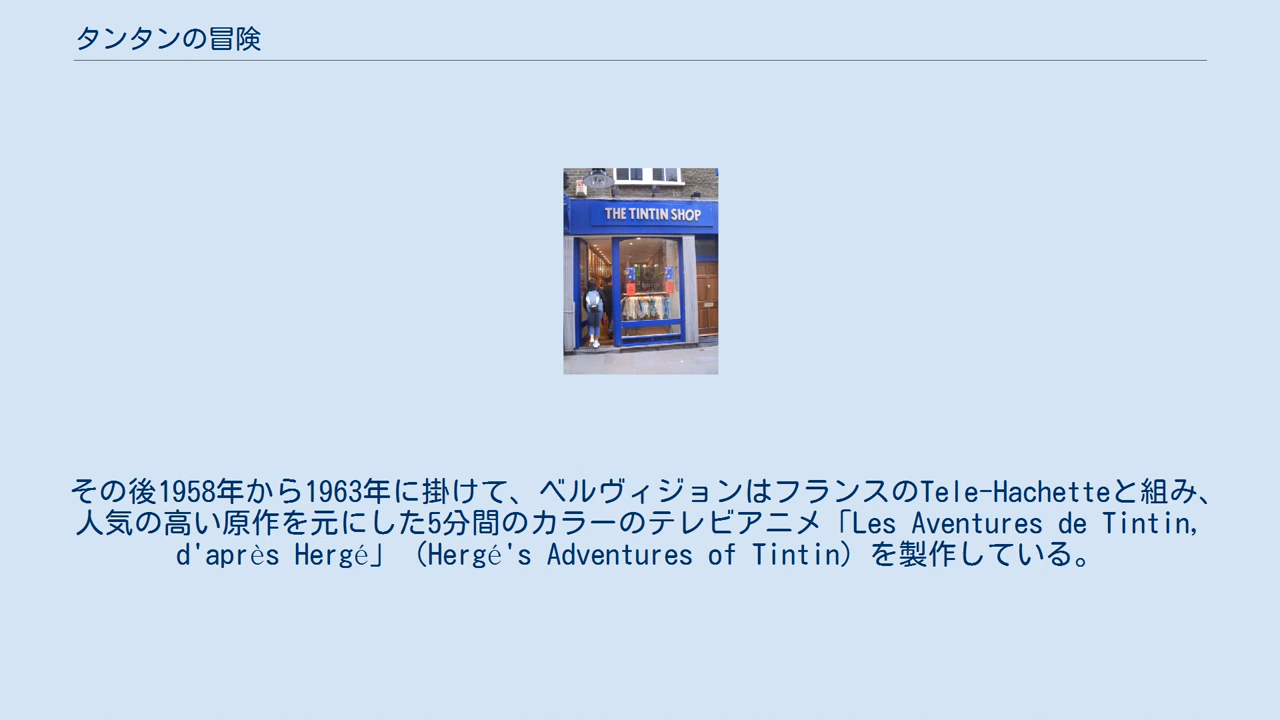 タンタンの冒険
THE TINTIN SHOP
その後1958年から1963年に掛けて、ベルヴィジョンはフランスのTele-Hachetteと組み、
人気の高い原作を元にした5分間のカラーのテレビアニメ「Les Aventures de Tintin,
d'après Hergé」（Hergé's Adventures of Tintin）を製作している。